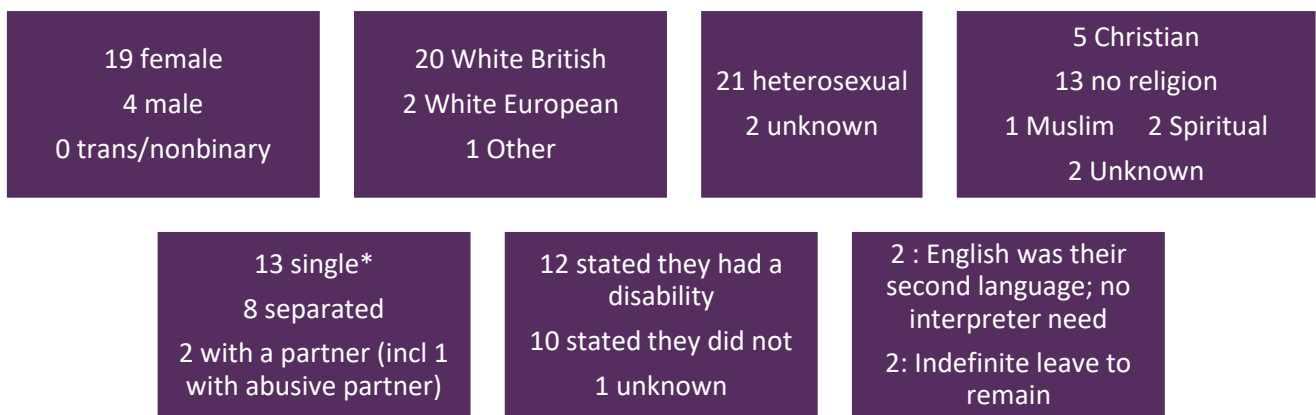 19 female
4 male
0 trans/nonbinary
20 White British
2 White European
1 Other
21 heterosexual
2 unknown
5 Christian
13 no religion
1 Muslim 2 Spiritual
2 Unknown
13 single*
8 separated
2 with a partner (incl 1
with abusive partner)
12 stated they had a
disability
10 stated they did not
1 unknown
2 : English was their
second language; no
interpreter need
2: Indefinite leave to
remain